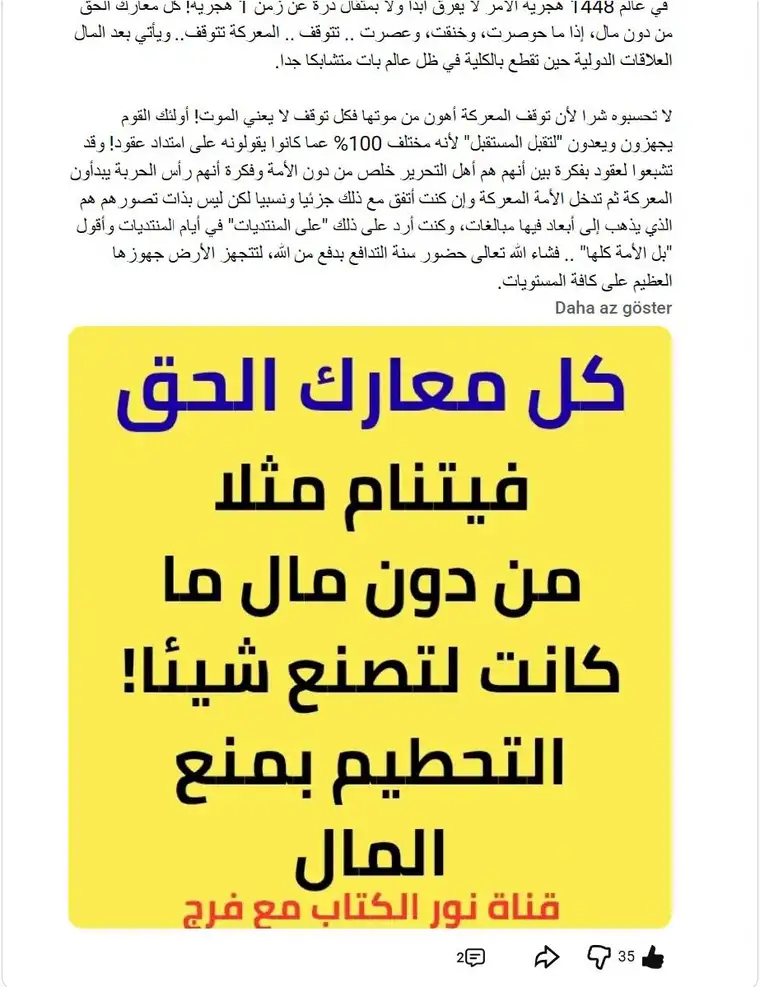 في عالم 1448 هجرية الأمر لا يفرق أبدا ولا بمثقال ذرة عن زمن 1 هجرية! كل معارك الحق
من دون مال، إذا ما حوصرت، وخنقت، وعصرت .. تتوقف .. المعركة تتوقف.. ويأتي بعد المال
العلاقات الدولية حين تقطع بالكلية في ظل عالم بات متشابكا جدا.
لا تحسبوه شرا لأن توقف المعركة أهون من موتها فكل توقف لا يعني الموت! أولئك القوم
يجهزون ويعدون "لتقبل المستقبل" لأنه مختلف 100% عما كانوا يقولونه على امتداد عقود! وقد
تشبعوا لعقود بفكرة بين أنهم هم أهل التحرير خلص من دون الأمة وفكرة أنهم رأس الحربة يبدأون
المعركة ثم تدخل الأمة المعركة وإن كنت أتفق مع ذلك جزئيا ونسبيا لكن ليس بذات تصورهم هم
الذي يذهب إلى أبعاد فيها مبالغات، وكنت أرد على ذلك "على المنتديات" في أيام المنتديات وأقول
"بل الأمة كلها" .. فشاء الله تعالى حضور سنة التدافع بدفع من الله، لتتجهز الأرض جهوزها
العظيم على كافة المستويات.
Daha az göster
كل معارك الحق
فيتنام مثلا
من دون مال ما
كانت لتصنع شيئا!
التحطيم بمنع
المال
قناة نور الكتاب مع فرج
35
2